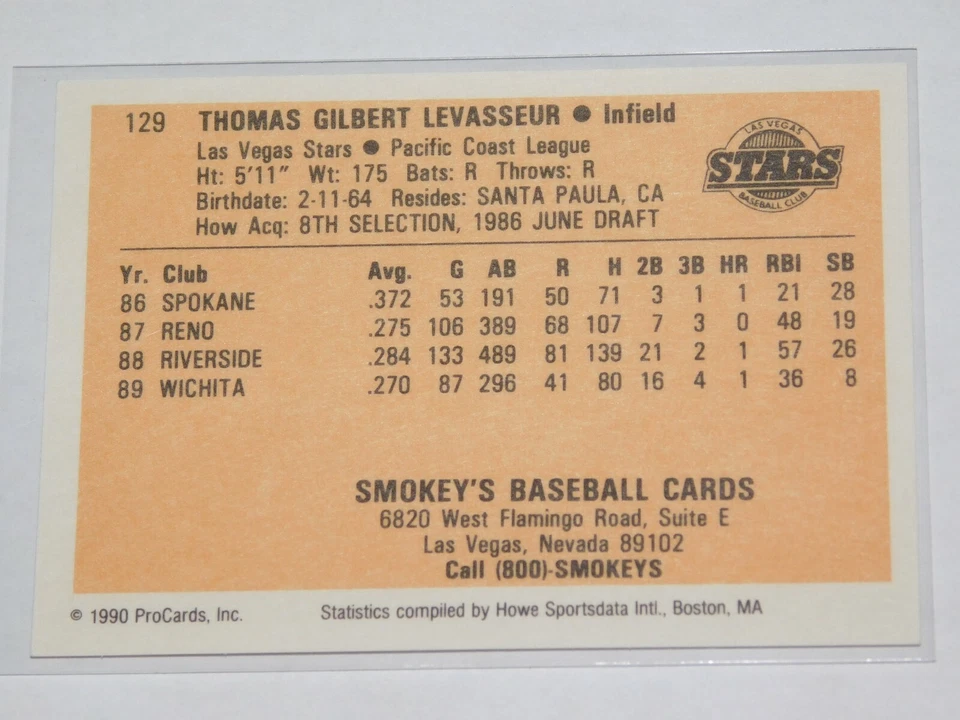 129 THOMAS GILBERT LEVASSEUR ● Infield
Las Vegas Stars ● Pacific Coast League
Ht: 5'11" Wt: 175 Bats: R Throws: R
Birthdate: 2-11-64 Resides: SANTA PAULA, CA
How Acq: 8TH SELECTION, 1986 JUNE DRAFT
LAS VEGAS
STARS
BASEBALL CLUB
Yr. Club Avg. G AB R H 2B 3B HR RBI SB
86 SPOKANE .372 53 191 50 71 3 1 1 21 28
87 RENO .275 106 389 68 107 7 3 0 48 19
88 RIVERSIDE .284 133 489 81 139 21 2 1 57 26
89 WICHITA .270 87 296 41 80 16 4 1 36 8
SMOKEY'S BASEBALL CARDS
6820 West Flamingo Road, Suite E
Las Vegas, Nevada 89102
Call (800)-SMOKEYS
© 1990 ProCards, Inc. Statistics compiled by Howe Sportsdata Intl., Boston, MA